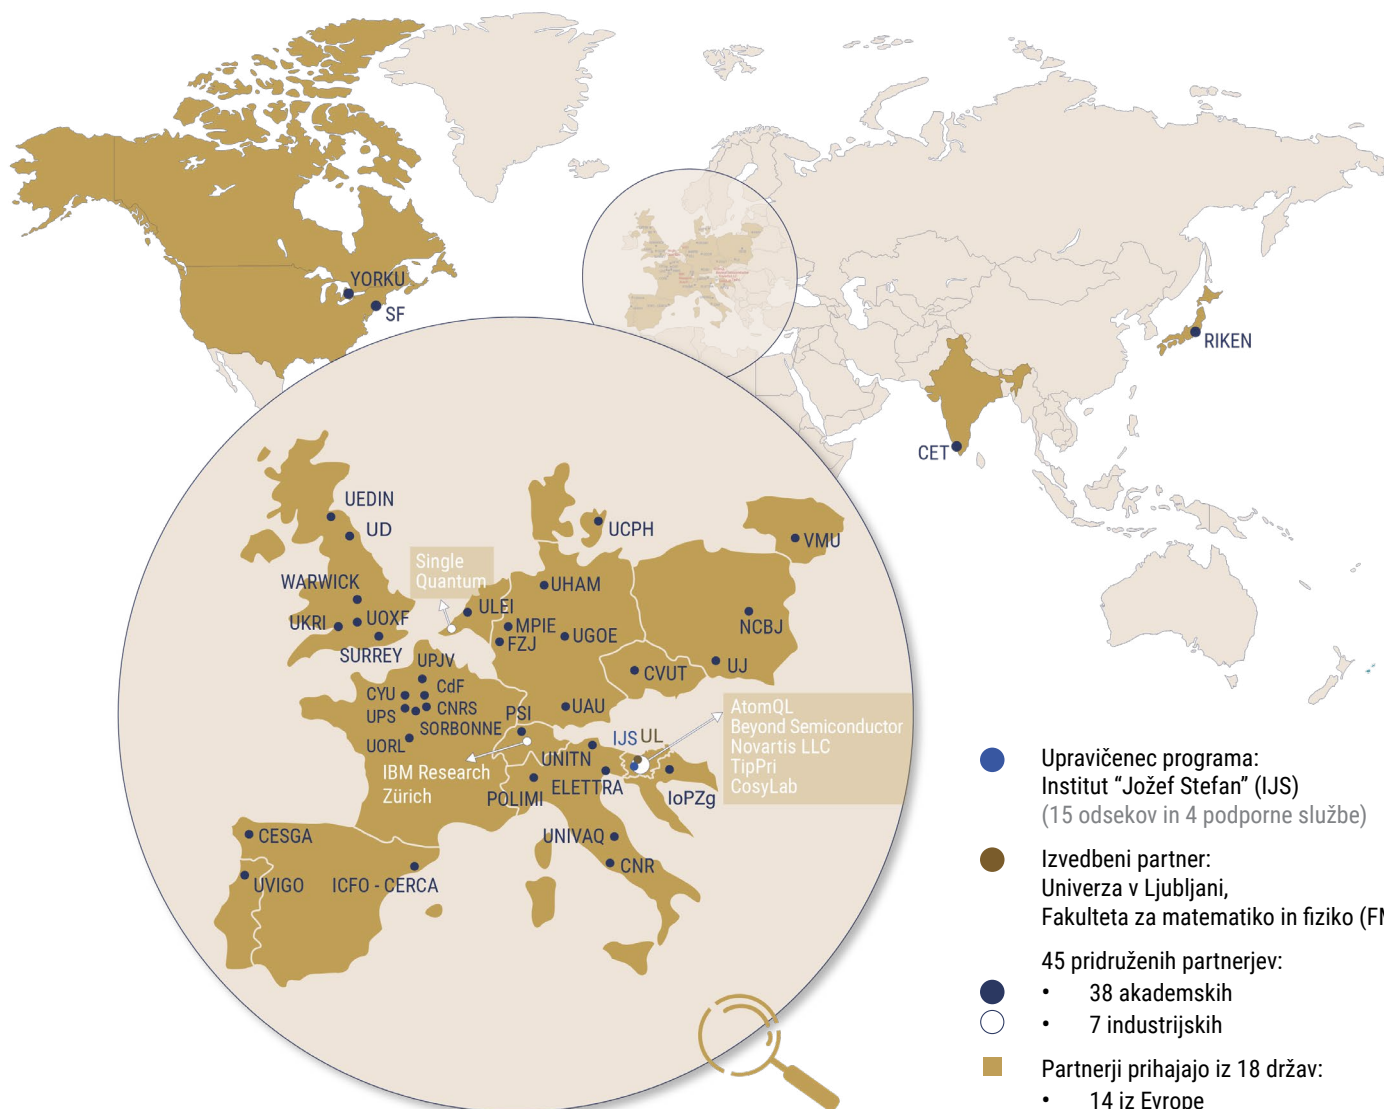 YORKU
SF
RIKEN
CET
UEDIN
UD
UCPH
VMU
Single
Quantum
WARWICK
UHAM
ULEI
UKRI
UOXF
MPIE
UGOE
NCBJ
FZJ
SURREY
UPJV
UJ
CVUT
CYU
CdF
UPS
CNRS
PSI
UAU
SORBONNE
UORL
IJS
UL
AtomQL
Beyond Semiconductor
Novartis LLC
TipPri
CosyLab
UNITN
IBM Research
Zürich
ELETTRA
POLIMI
IoPZg
CESGA
UNIVAQ
CNR
UVIGO
ICFO - CERCA
Upravičenec programa:
Institut “Jožef Stefan” (IJS)
(15 odsekov in 4 podporne službe)
Izvedbeni partner:
Univerza v Ljubljani,
Fakulteta za matematiko in fiziko (F
45 pridruženih partnerjev:
• 38 akademskih
• 7 industrijskih
Partnerji prihajajo iz 18 držav:
• 14 iz Evrope